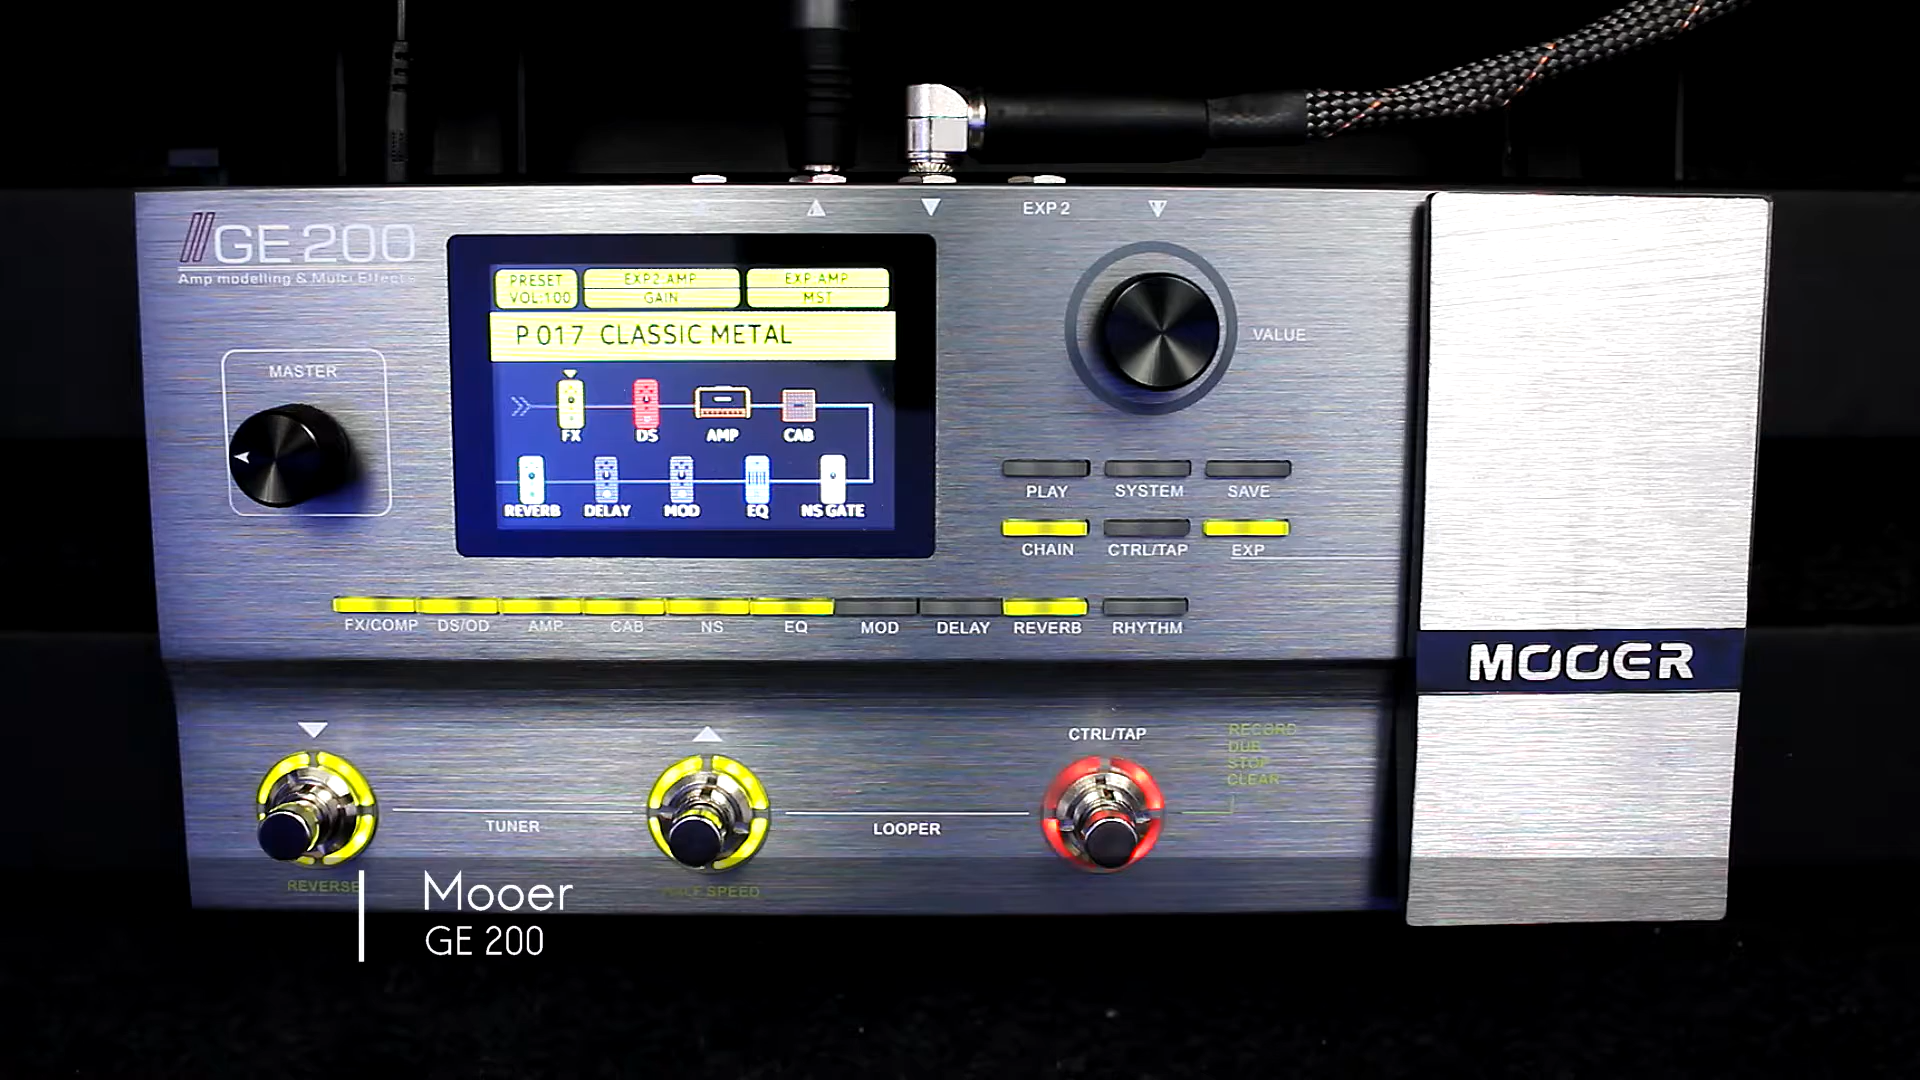 EXP 2
GE 200
Amp modelling & Multi Effects
PRESET
VOL:100
EXP2:AMP
GAIN
EXP:AMP
MST
P 017 CLASSIC METAL
FX
DS
AMP
CAB
REVERB
DELAY
MOD
EQ
NS GATE
MASTER
VALUE
PLAY
SYSTEM
SAVE
CHAIN
CTRL/TAP
EXP
FX/COMP
DS/OD
AMP
CAB
NS
EQ
MOD
DELAY
REVERB
RHYTHM
MOOER
CTRL/TAP
RECORD
DUB
STOP
CLEAR
TUNER
LOOPER
REVERSE
HALF SPEED
Mooer
GE 200